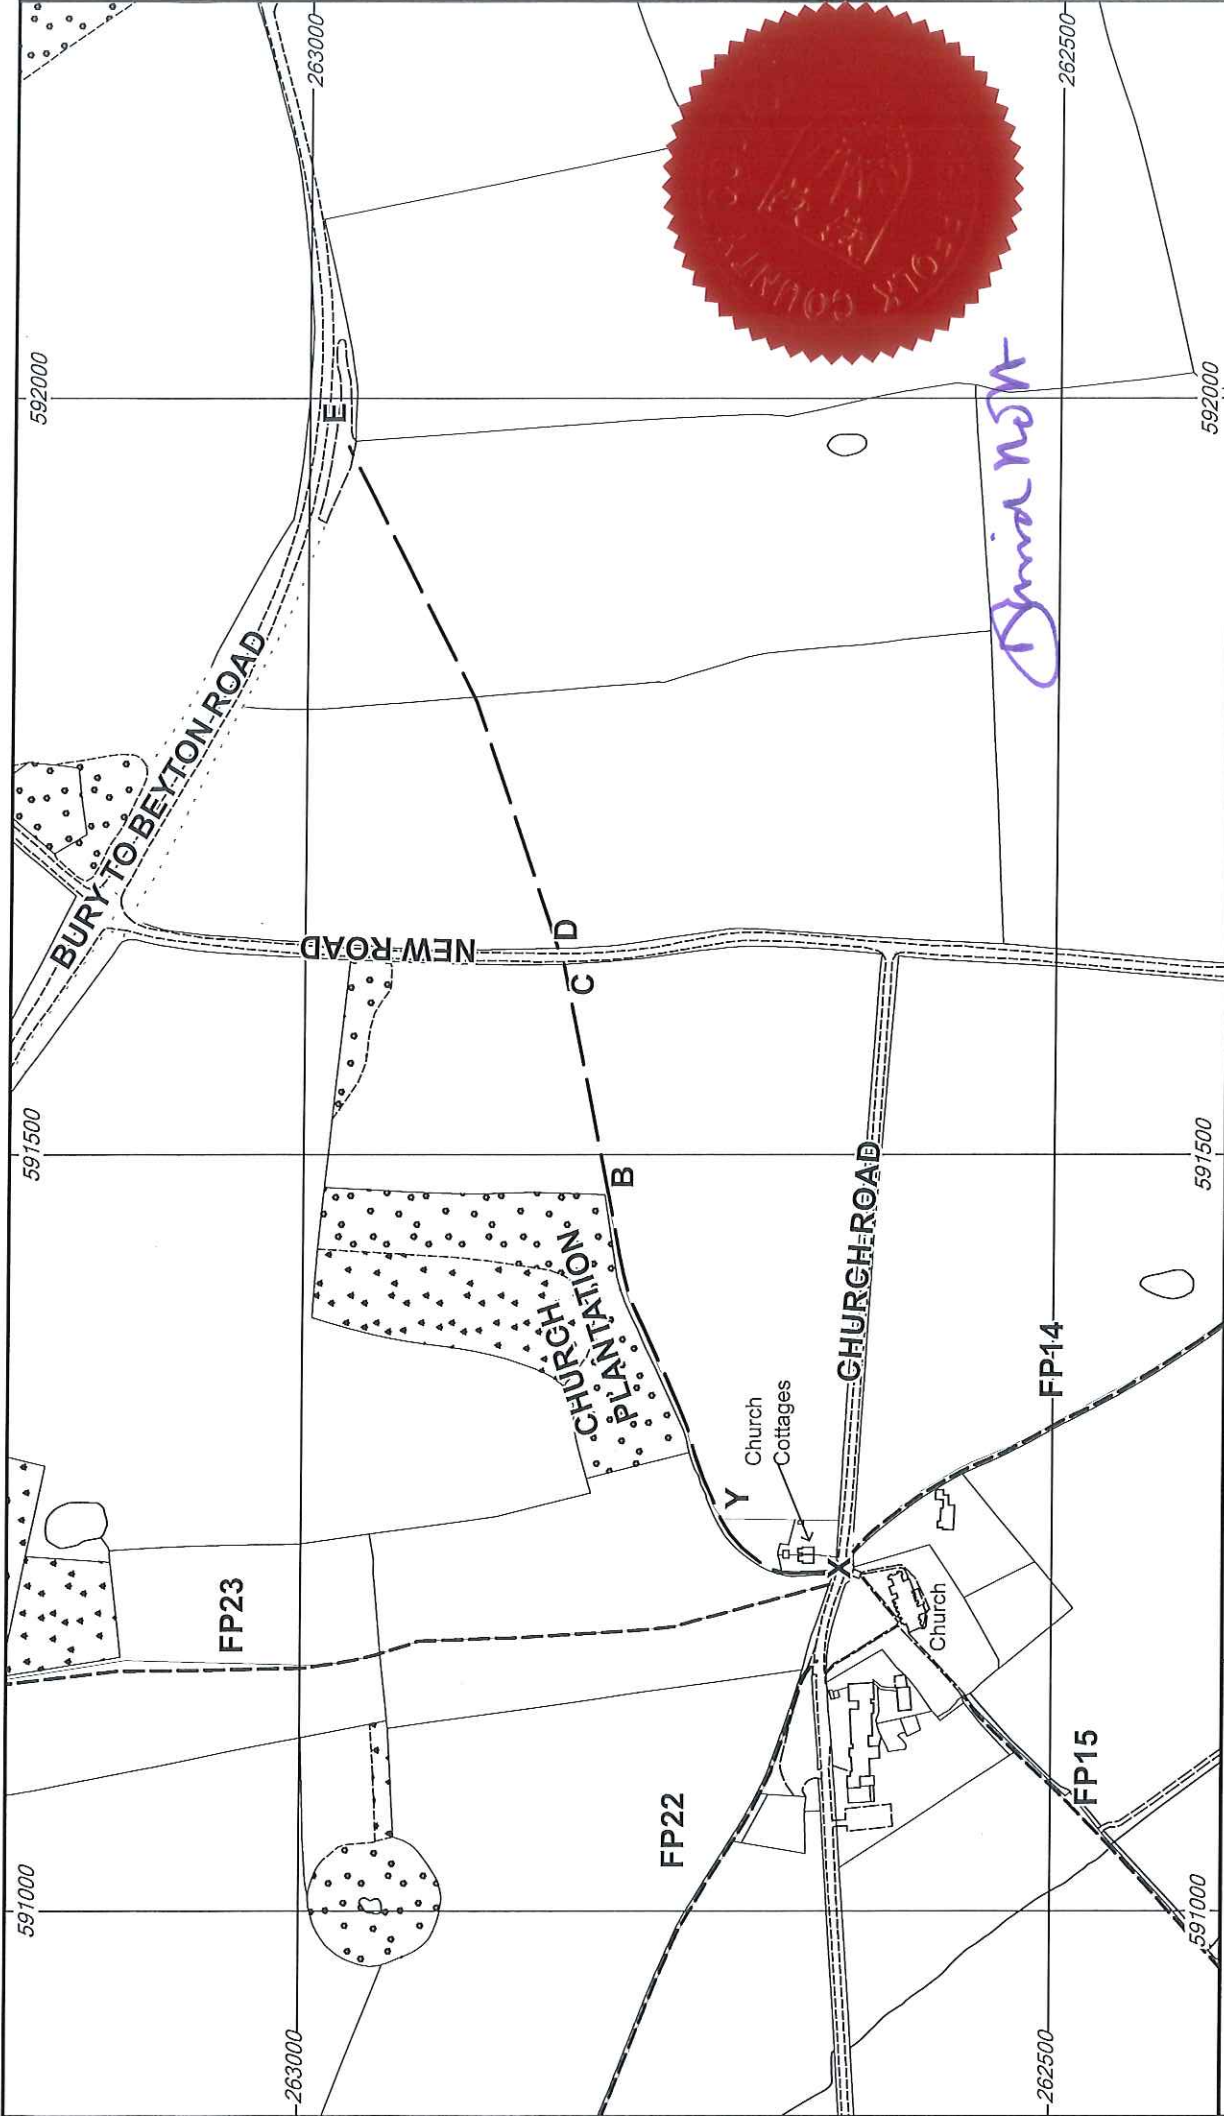 591000
591500
592000
263000
263000
BURY TO BEYTON ROAD
NEW ROAD
E
FP23
CHURCH
PLANTATION
D
C
B
Y
FP22
Church
Cottages
X
CHURCH ROAD
Church
FP14
FP15
262500
262500
591000
591500
592000
COUNTY